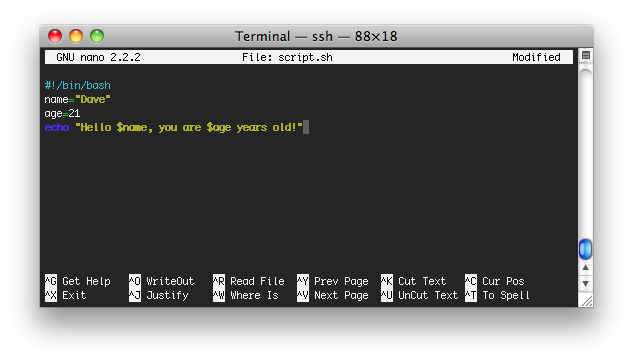 Terminal — ssh — 88×18
GNU nano 2.2.2 File: script.sh Modified
#!/bin/bash
name="Dave"
age=21
echo "Hello $name, you are $age years old!"
^G Get Help ^O WriteOut ^R Read File ^Y Prev Page ^K Cut Text ^C Cur Pos
^X Exit ^J Justify ^W Where Is ^V Next Page ^U UnCut Text ^T To Spell